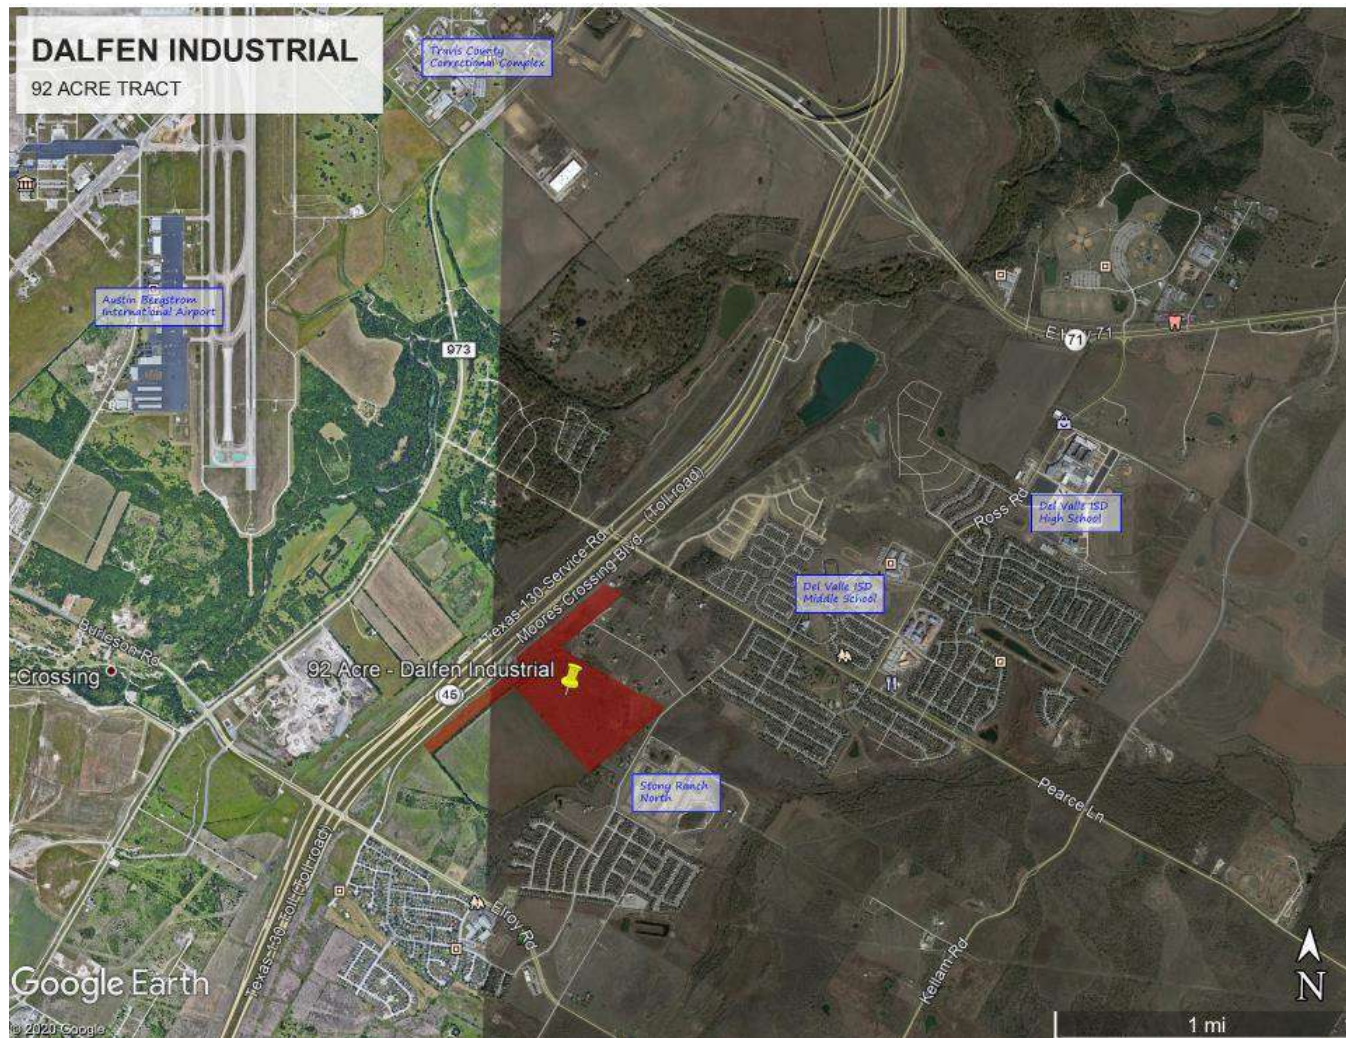 DALFEN INDUSTRIAL
92 ACRE TRACT
Travis County
Correctional Complex
Austin Bergstrom
International Airport
973
71
Texas-130-Service-Rd
Moores Crossing Blvd
(Toll-road)
Ross Rd
Del Valle ISD
High School
Del Valle ISD
Middle School
Burleson Rd
Crossing
92 Acre - Dalfen Industrial
45
Stony Ranch
North
Pearce Ln
Texas-130-Toll-(Toll-road)
Elroy Rd
Kellam Rd
Google Earth
© 2020 Google
N
1 mi